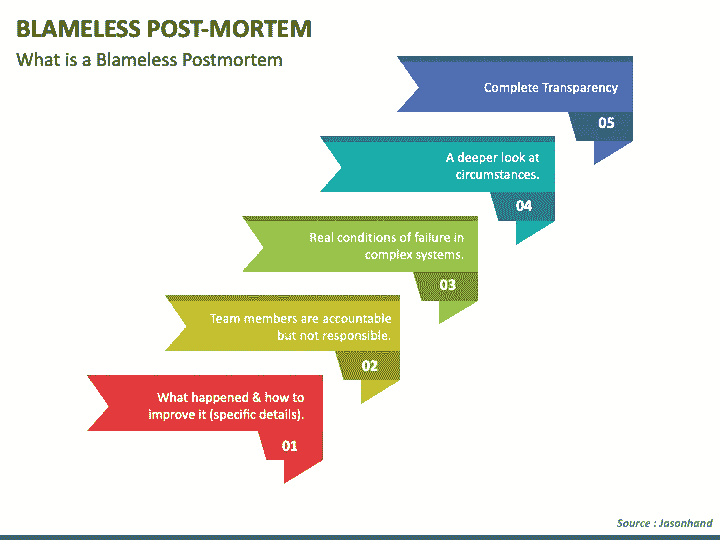 BLAMELESS POST-MORTEM
What is a Blameless Postmortem
Complete Transparency
05
A deeper look at
circumstances.
04
Real conditions of failure in
complex systems.
03
Team members are accountable
but not responsible.
02
What happened & how to
improve it (specific details).
01
Source : Jasonhand